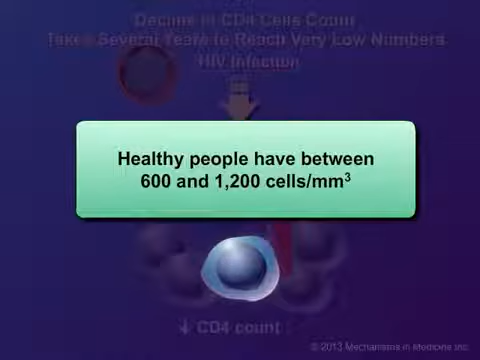 Decline in CD4 Cells Count
Takes Several Years to Reach Very Low Numbers
HIV Infection
Healthy people have between
600 and 1,200 cells/mm³
↓ CD4 count
© 2013 Mechanisms in Medicine Inc.